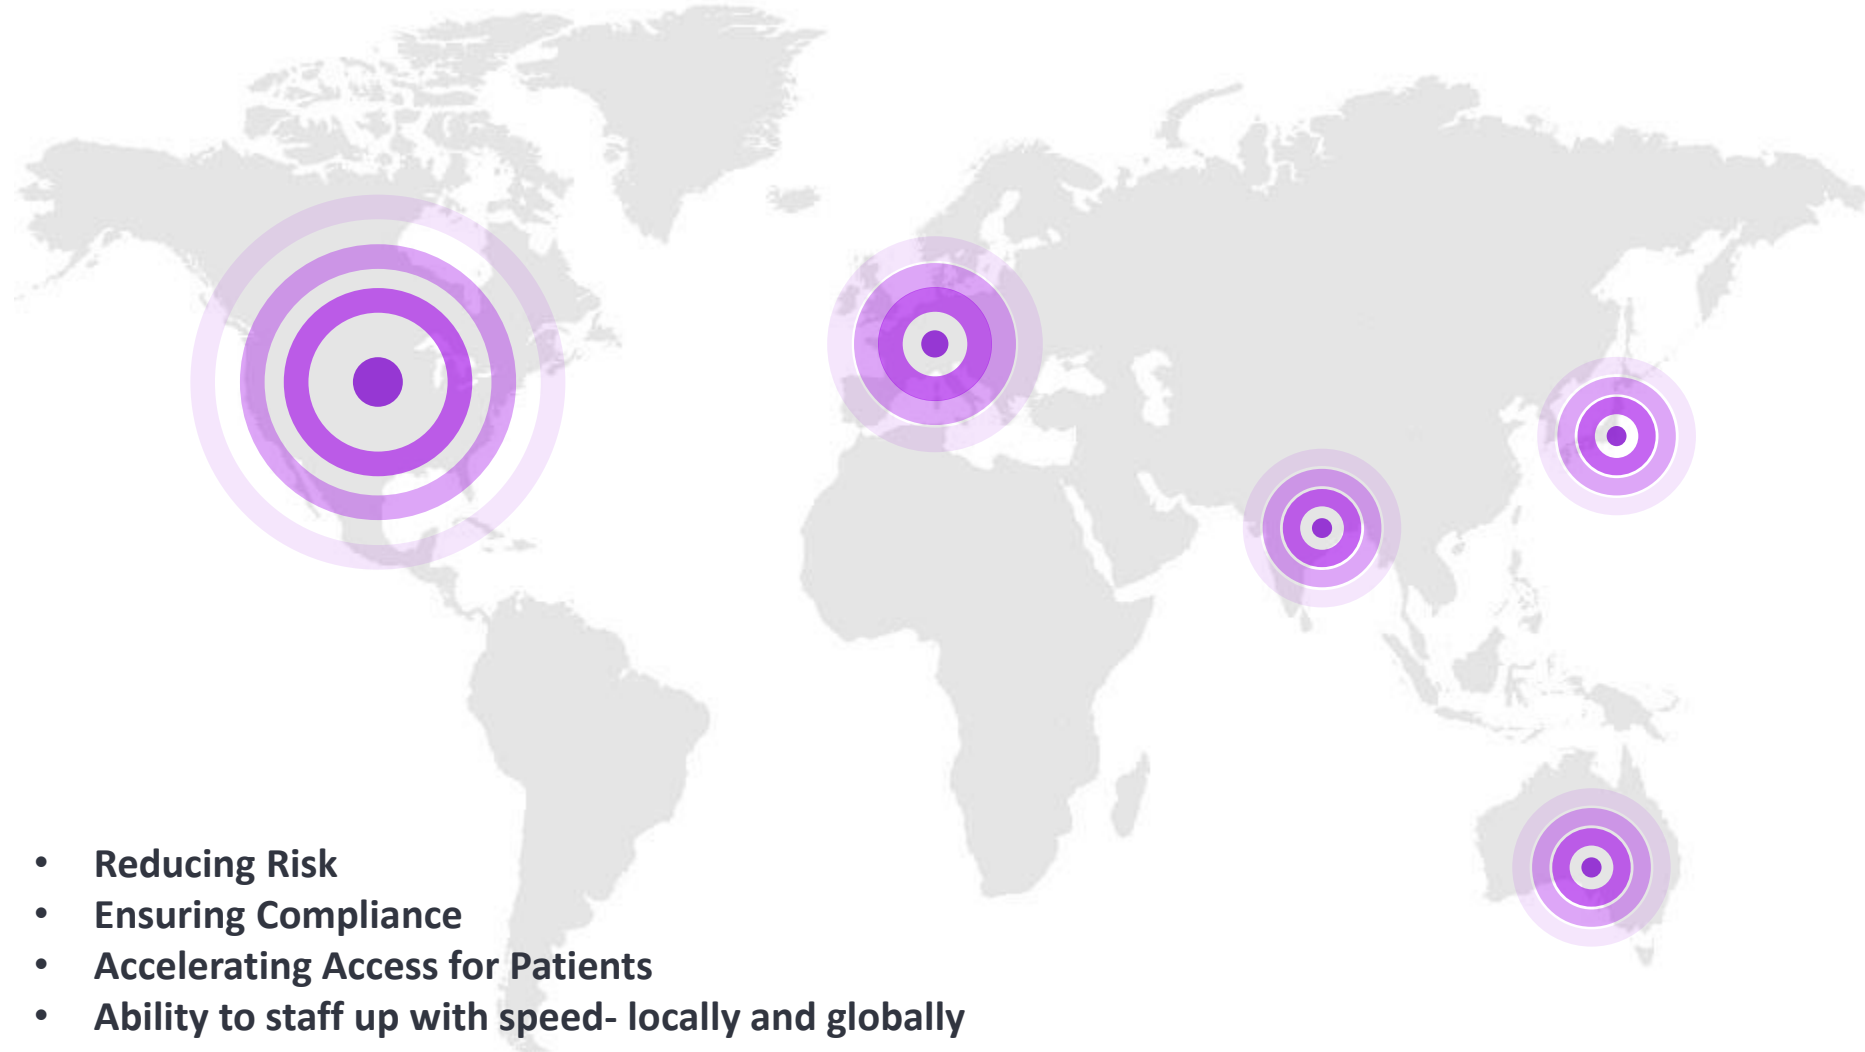 • Reducing Risk
• Ensuring Compliance
• Accelerating Access for Patients
• Ability to staff up with speed- locally and globally